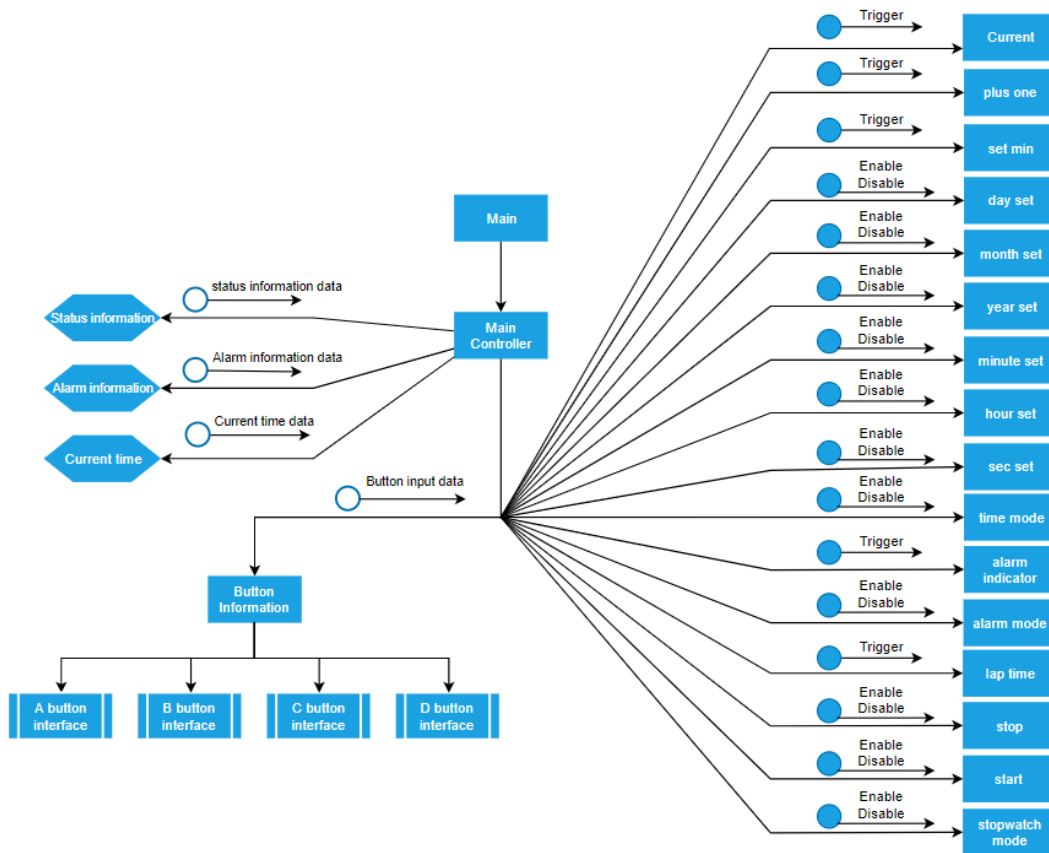 Trigger
Current
Trigger
plus one
Trigger
set min
Enable
Disable
day set
Enable
Disable
month set
Enable
Disable
year set
Enable
Disable
minute set
Enable
Disable
hour set
Enable
Disable
sec set
Enable
Disable
time mode
Trigger
alarm
indicator
Enable
Disable
alarm mode
Trigger
lap time
Enable
Disable
stop
Enable
Disable
start
Enable
Disable
stopwatch
mode
Main
Main
Controller
status information data
Status information
Alarm information data
Alarm information
Current time data
Current time
Button input data
Button
Information
A button
interface
B button
interface
C button
interface
D button
interface